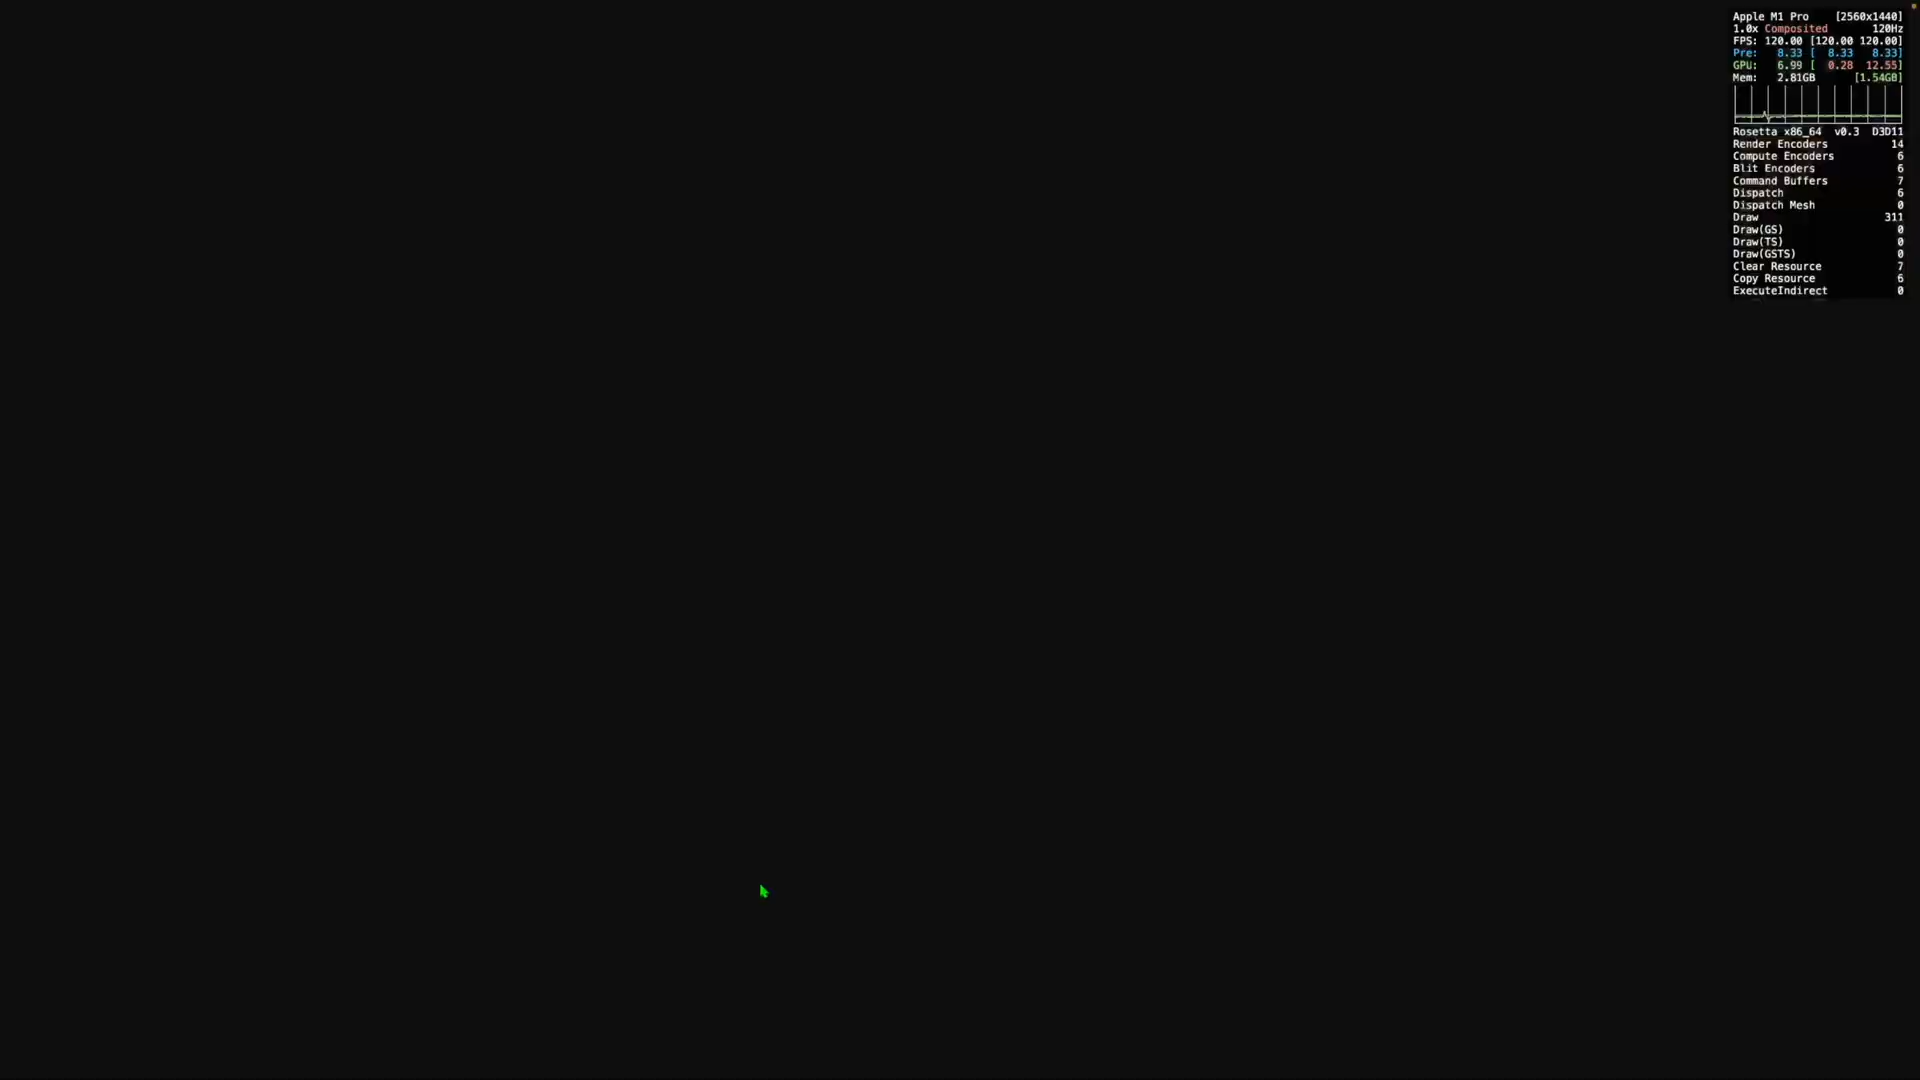 Apple M1 Pro [2560x1440]
1.0x Composited 120Hz
FPS: 120.00 [120.00 120.00]
Pre: 8.33 [ 8.33 8.33]
GPU: 6.99 [ 0.28 12.55]
Mem: 2.81GB [1.54GB]
Rosetta x86_64 v0.3 D3D11
Render Encoders 14
Compute Encoders 6
Blit Encoders 6
Command Buffers 7
Dispatch 6
Dispatch Mesh 0
Draw 311
Draw(GS) 0
Draw(TS) 0
Draw(GSTS) 0
Clear Resource 7
Copy Resource 6
ExecuteIndirect 0